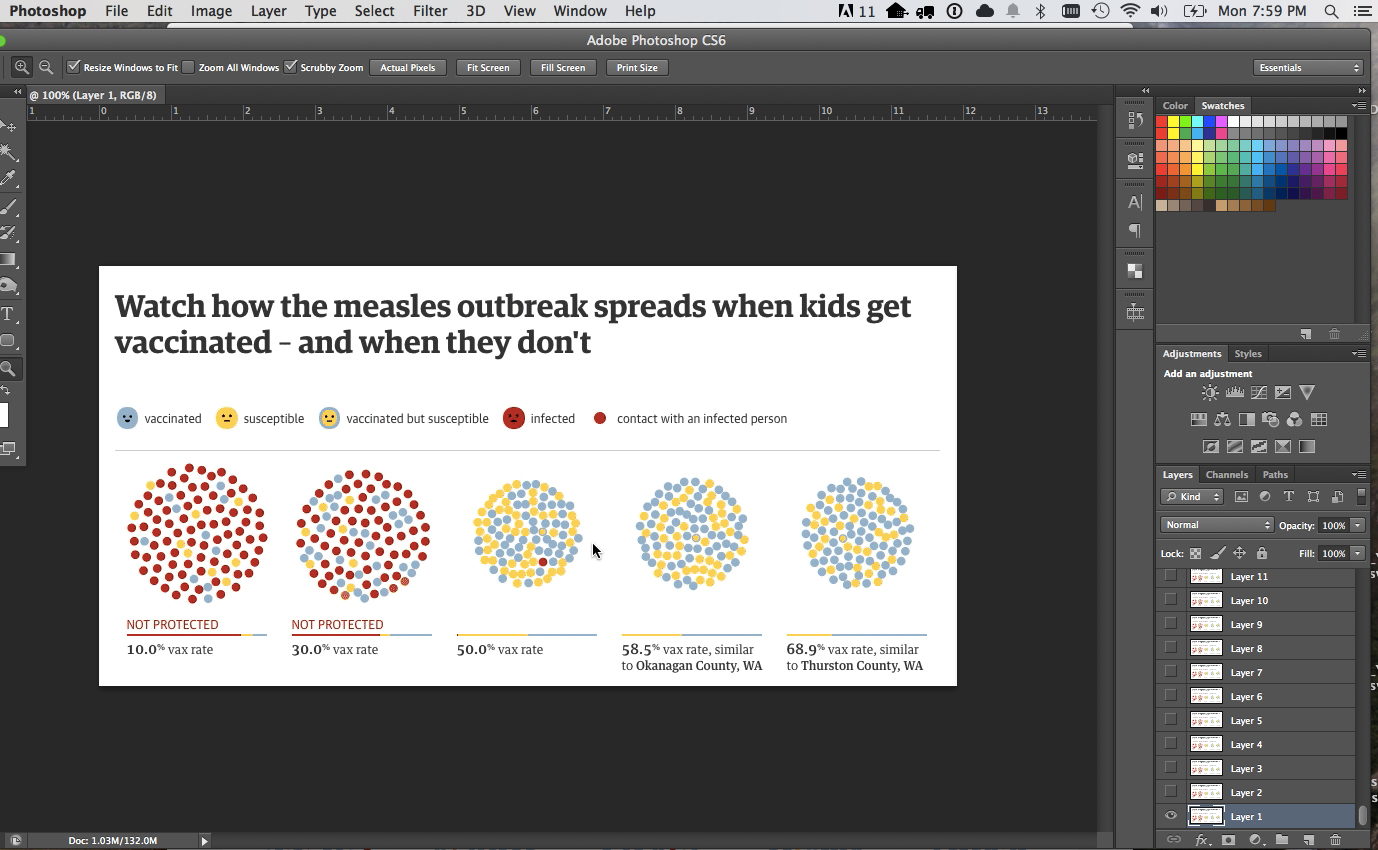 Photoshop File Edit Image Layer Type Select Filter 3D View Window Help 11 Mon 7:59 PM
Adobe Photoshop CS6
Resize Windows to Fit Zoom All Windows Scrubby Zoom Actual Pixels Fit Screen Fill Screen Print Size Essentials
@ 100% (Layer 1, RGB/8)
1 0 1 2 3 4 5 6 7 8 9 10 11 12 13
Color Swatches
Watch how the measles outbreak spreads when kids get
vaccinated – and when they don't
vaccinated susceptible vaccinated but susceptible infected contact with an infected person
NOT PROTECTED NOT PROTECTED
10.0% vax rate 30.0% vax rate 50.0% vax rate 58.5% vax rate, similar 68.9% vax rate, similar
to Okanagan County, WA to Thurston County, WA
Adjustments Styles
Add an adjustment
Layers Channels Paths
Kind T
Normal Opacity: 100%
Lock: Fill: 100%
Layer 11
Layer 10
Layer 9
Layer 8
Layer 7
Layer 6
Layer 5
Layer 4
Layer 3
Layer 2
Layer 1
fx
Doc: 1.03M/132.0M